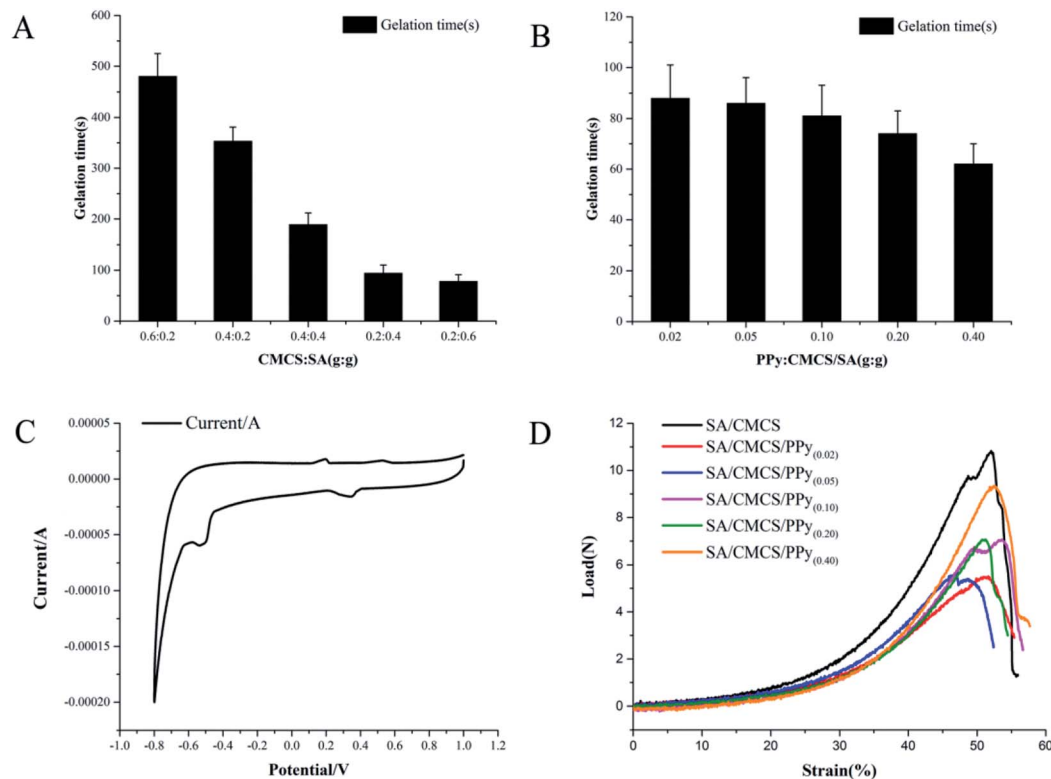 A
Gelation time(s)
600
500
400
300
200
100
0
Gelation time(s)
0.6:0.2 0.4:0.2 0.4:0.4 0.2:0.4 0.2:0.6
CMCS:SA(g:g)
B
Gelation time(s)
120
100
80
60
40
20
0
Gelation time(s)
0.02 0.05 0.10 0.20 0.40
PPy:CMCS/SA(g:g)
C
Current/A
0.00005
0.00000
-0.00005
-0.00010
-0.00015
-0.00020
Current/A
-1.0 -0.8 -0.6 -0.4 -0.2 0.0 0.2 0.4 0.6 0.8 1.0 1.2
Potential/V
D
SA/CMCS
SA/CMCS/PPy(0.02)
SA/CMCS/PPy(0.05)
SA/CMCS/PPy(0.10)
SA/CMCS/PPy(0.20)
SA/CMCS/PPy(0.40)
12
10
8
6
4
2
0
Load(N)
0 10 20 30 40 50 60
Strain(%)